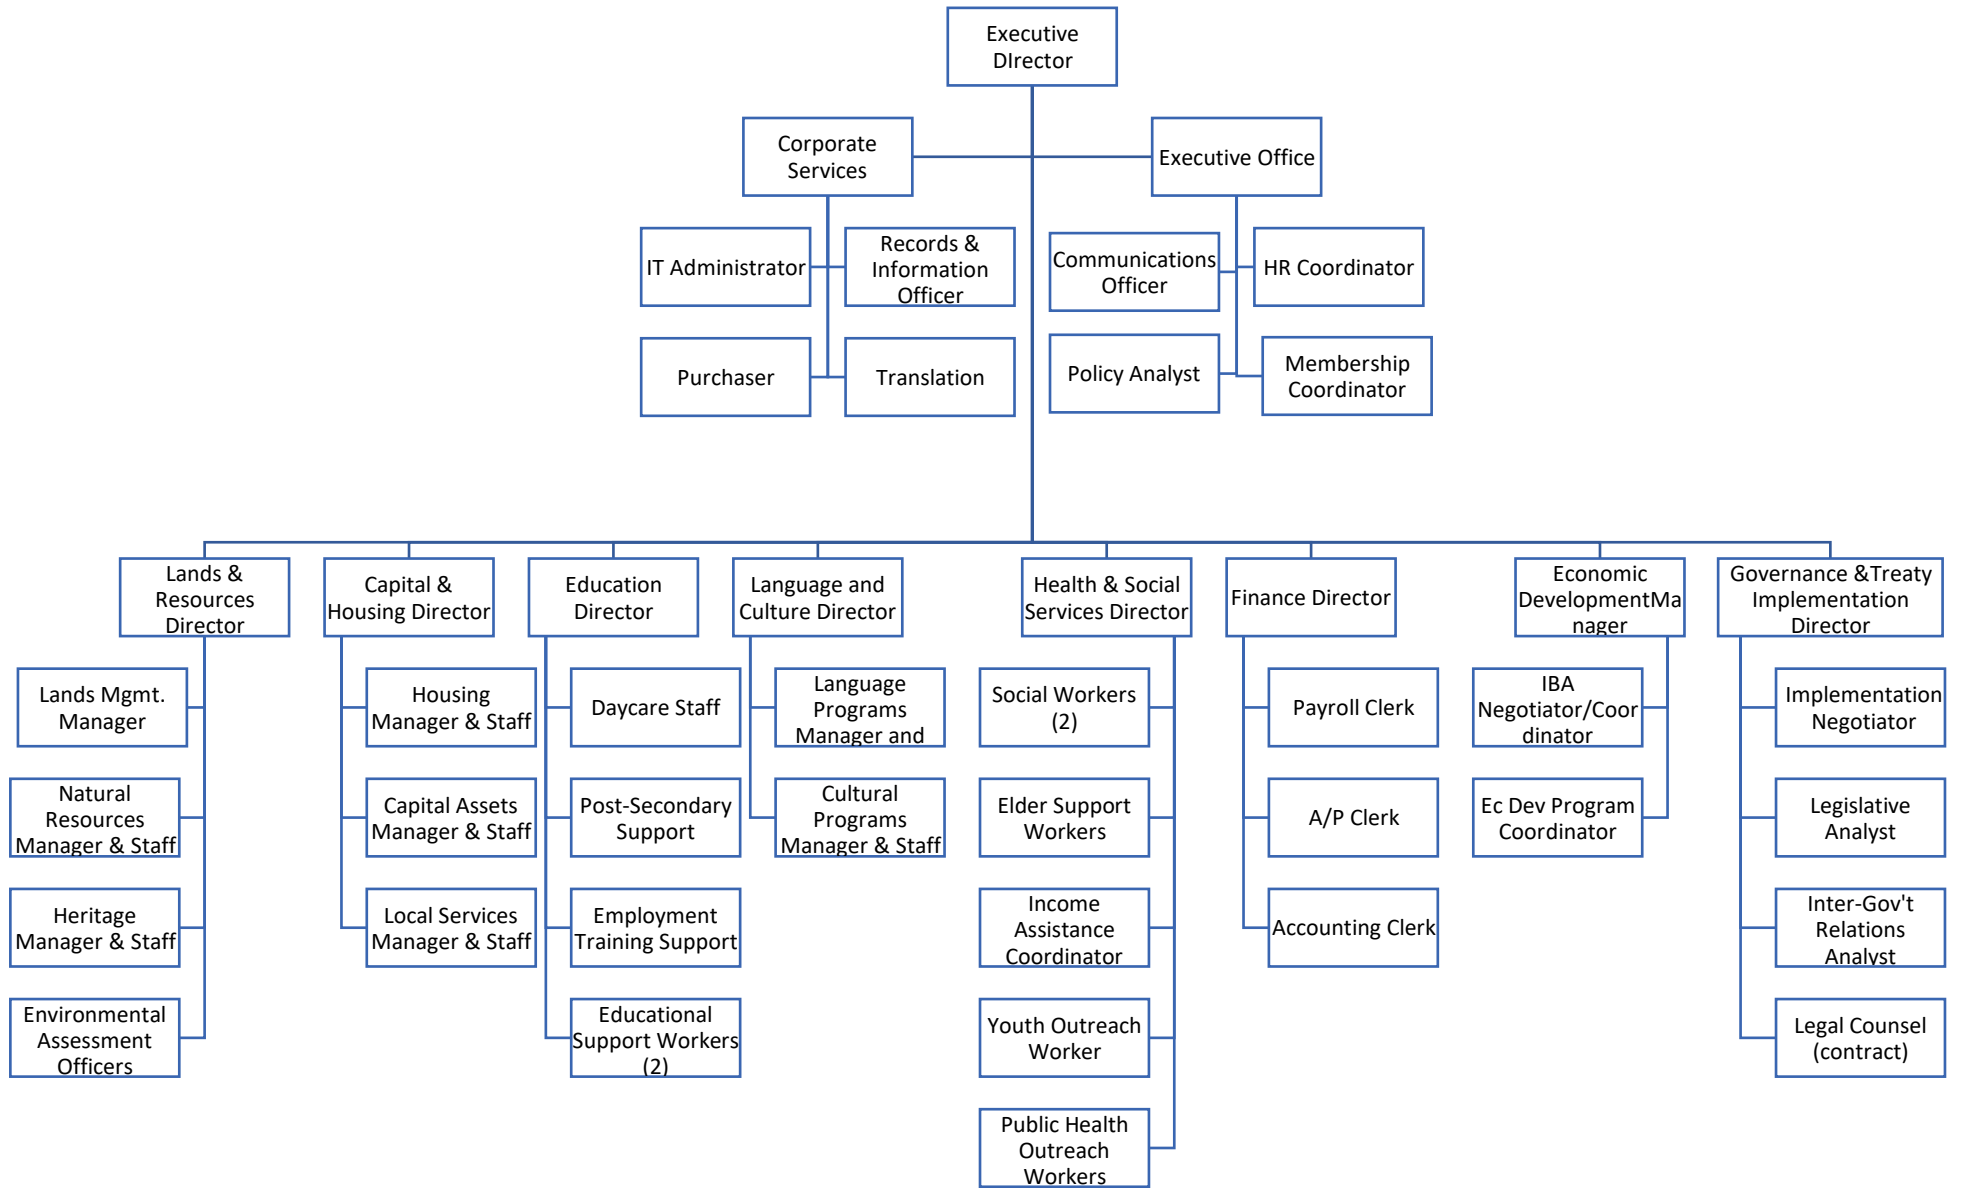 Executive
DIrector
Corporate
Services
Executive Office
IT Administrator
Records &
Information
Officer
Communications
Officer
HR Coordinator
Purchaser
Translation
Policy Analyst
Membership
Coordinator
Lands &
Resources
Director
Capital &
Housing Director
Education
Director
Language and
Culture Director
Health & Social
Services Director
Finance Director
Economic
DevelopmentMa
nager
Governance &Treaty
Implementation
Director
Lands Mgmt.
Manager
Housing
Manager & Staff
Daycare Staff
Language
Programs
Manager and
Social Workers
(2)
Payroll Clerk
IBA
Negotiator/Coor
dinator
Implementation
Negotiator
Natural
Resources
Manager & Staff
Capital Assets
Manager & Staff
Post-Secondary
Support
Cultural
Programs
Manager & Staff
Elder Support
Workers
A/P Clerk
Ec Dev Program
Coordinator
Legislative
Analyst
Heritage
Manager & Staff
Local Services
Manager & Staff
Employment
Training Support
Income
Assistance
Coordinator
Accounting Clerk
Inter-Gov't
Relations
Analyst
Environmental
Assessment
Officers
Educational
Support Workers
(2)
Youth Outreach
Worker
Legal Counsel
(contract)
Public Health
Outreach
Workers